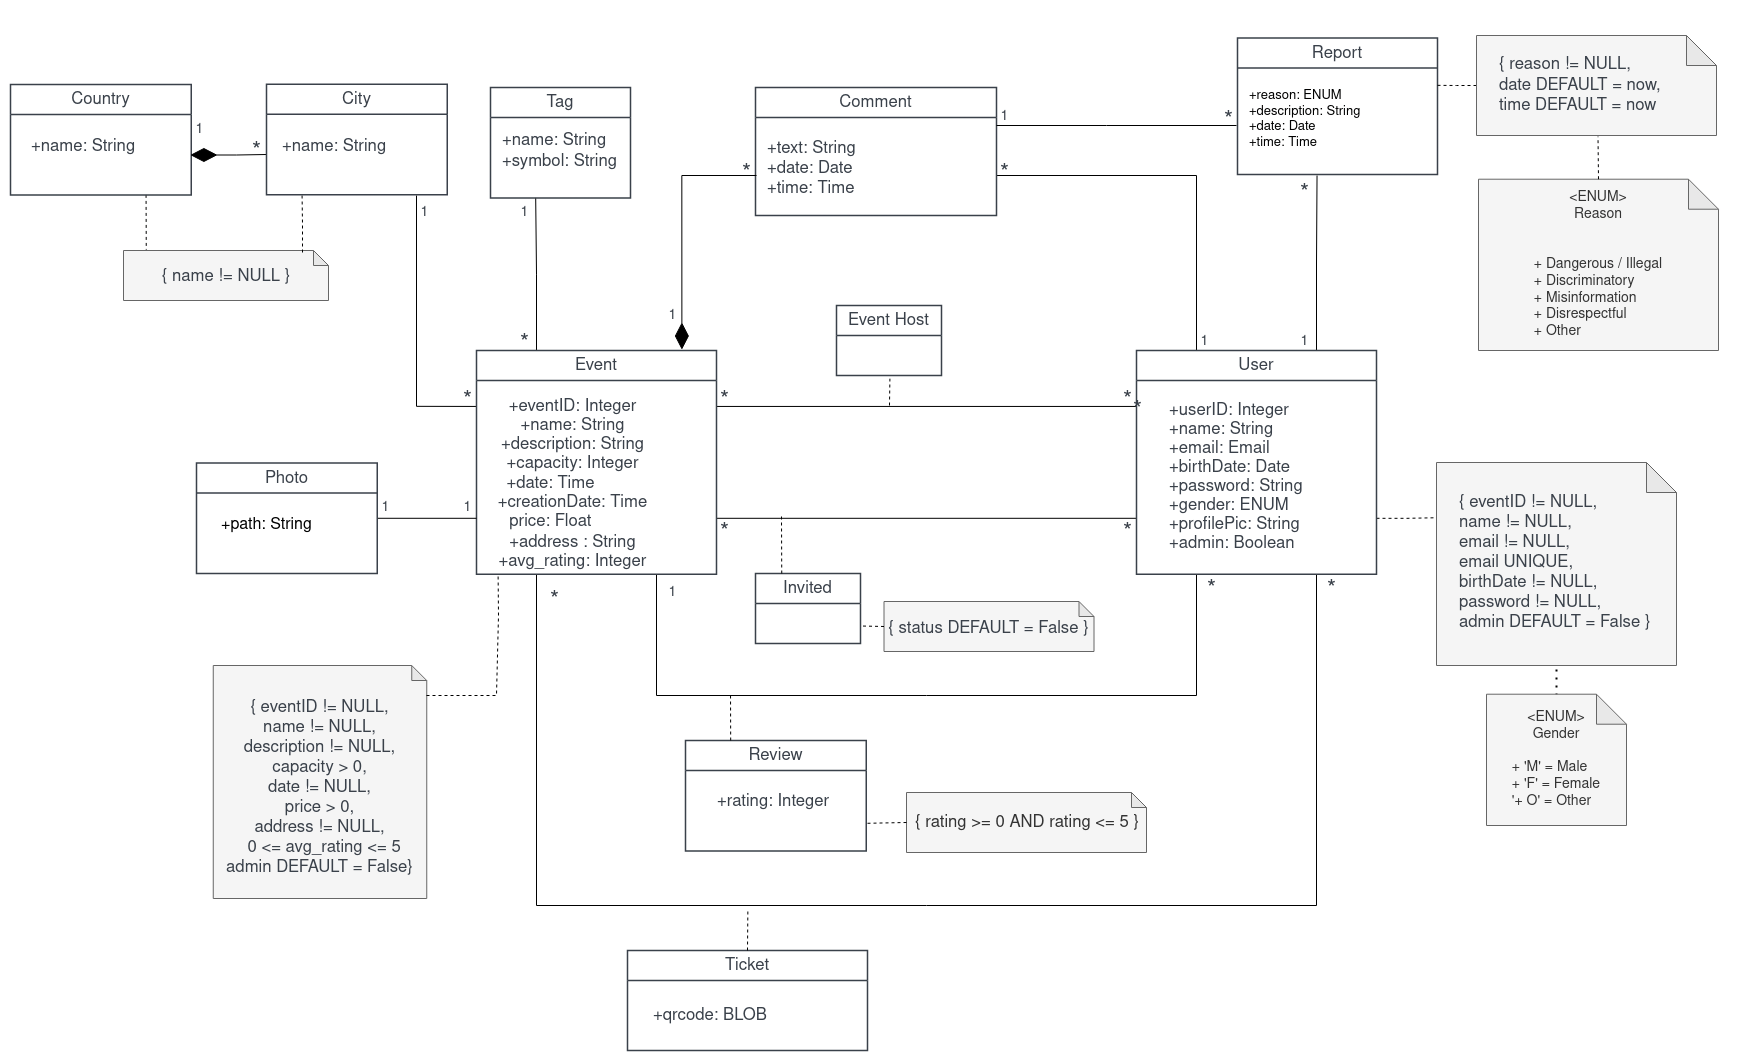 Country
+name: String
1
*
City
+name: String
{ name != NULL }
1
*
Tag
+name: String
+symbol: String
1
*
Comment
+text: String
+date: Date
+time: Time
*
1
1
*
*
1
Report
+reason: ENUM
+description: String
+date: Date
+time: Time
*
1
{ reason != NULL,
date DEFAULT = now,
time DEFAULT = now
<ENUM>
Reason
+ Dangerous / Illegal
+ Discriminatory
+ Misinformation
+ Disrespectful
+ Other
Event Host
*
*
*
Event
+eventID: Integer
+name: String
+description: String
+capacity: Integer
+date: Time
+creationDate: Time
price: Float
+address : String
+avg_rating: Integer
User
+userID: Integer
+name: String
+email: Email
+birthDate: Date
+password: String
+gender: ENUM
+profilePic: String
+admin: Boolean
Photo
+path: String
1
1
*
*
Invited
{ status DEFAULT = False }
{ eventID != NULL,
name != NULL,
email != NULL,
email UNIQUE,
birthDate != NULL,
password != NULL,
admin DEFAULT = False }
<ENUM>
Gender
+ 'M' = Male
+ 'F' = Female
'+ O' = Other
*
1
*
*
{ eventID != NULL,
name != NULL,
description != NULL,
capacity > 0,
date != NULL,
price > 0,
address != NULL,
0 <= avg_rating <= 5
admin DEFAULT = False}
Review
+rating: Integer
{ rating >= 0 AND rating <= 5 }
Ticket
+qrcode: BLOB